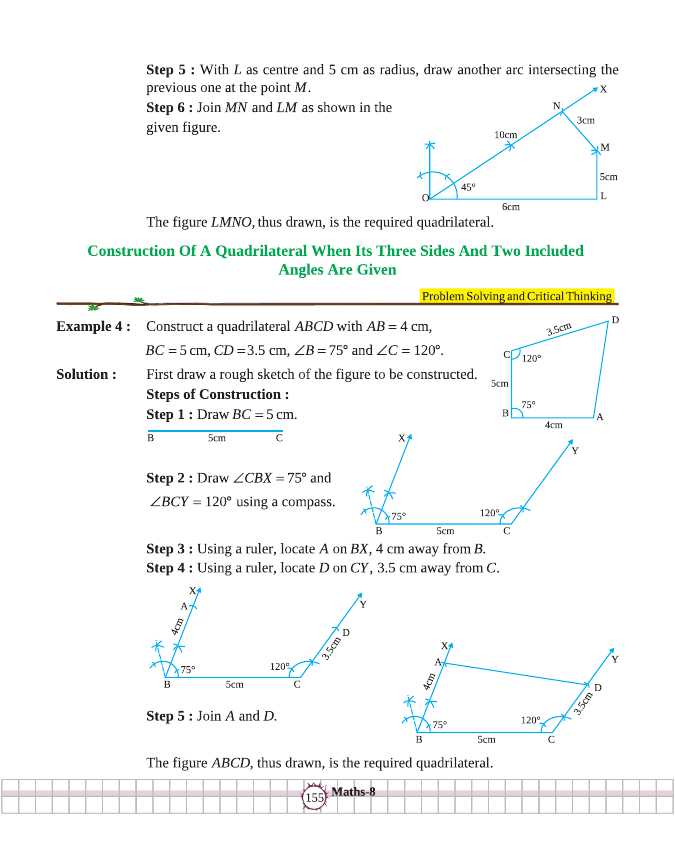 Step 5 : With L as centre and 5 cm as radius, draw another arc intersecting the
previous one at the point M.
Step 6 : Join MN and LM as shown in the
given figure.
X
N
3cm
10cm
M
5cm
45°
O
L
6cm
The figure LMNO, thus drawn, is the required quadrilateral.
Construction Of A Quadrilateral When Its Three Sides And Two Included
Angles Are Given
Problem Solving and Critical Thinking
Example 4 : Construct a quadrilateral ABCD with AB = 4 cm,
BC = 5 cm, CD = 3.5 cm, ∠B = 75° and ∠C = 120°.
Solution : First draw a rough sketch of the figure to be constructed.
Steps of Construction :
Step 1 : Draw BC = 5 cm.
B 5cm C
D
3.5cm
C
120°
5cm
75°
B
A
4cm
Step 2 : Draw ∠CBX = 75° and
∠BCY = 120° using a compass.
X
Y
75°
120°
B 5cm C
Step 3 : Using a ruler, locate A on BX, 4 cm away from B.
Step 4 : Using a ruler, locate D on CY, 3.5 cm away from C.
X
A
4cm
Y
D
3.5cm
75°
120°
B 5cm C
Step 5 : Join A and D.
X
A
4cm
Y
D
3.5cm
75°
120°
B 5cm C
The figure ABCD, thus drawn, is the required quadrilateral.
155 Maths-8